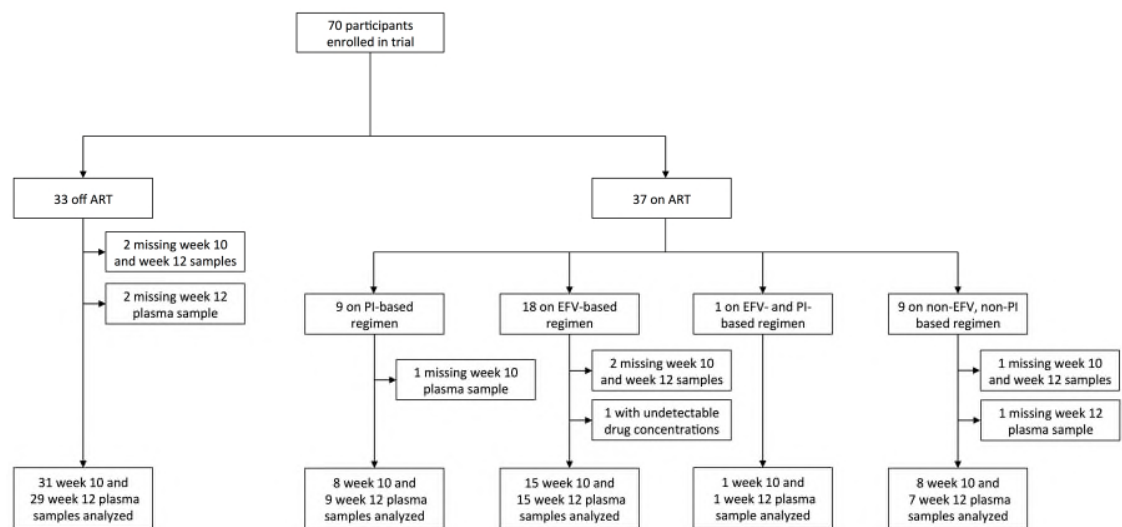 70 participants
enrolled in trial
33 off ART
37 on ART
2 missing week 10
and week 12 samples
2 missing week 12
plasma sample
9 on PI-based
regimen
18 on EFV-based
regimen
1 on EFV- and PI-
based regimen
9 on non-EFV, non-PI
based regimen
1 missing week 10
plasma sample
2 missing week 10
and week 12 samples
1 with undetectable
drug concentrations
1 missing week 10
and week 12 samples
1 missing week 12
plasma sample
31 week 10 and
29 week 12 plasma
samples analyzed
8 week 10 and
9 week 12 plasma
samples analyzed
15 week 10 and
15 week 12 plasma
samples analyzed
1 week 10 and
1 week 12 plasma
sample analyzed
8 week 10 and
7 week 12 plasma
samples analyzed